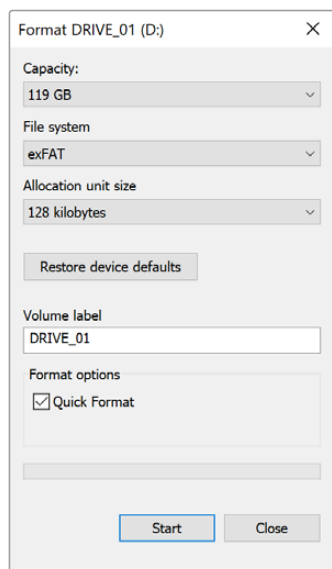 Format DRIVE_01 (D:)
Capacity:
119 GB
File system
exFAT
Allocation unit size
128 kilobytes
Restore device defaults
Volume label
DRIVE_01
Format options
Quick Format
Start Close